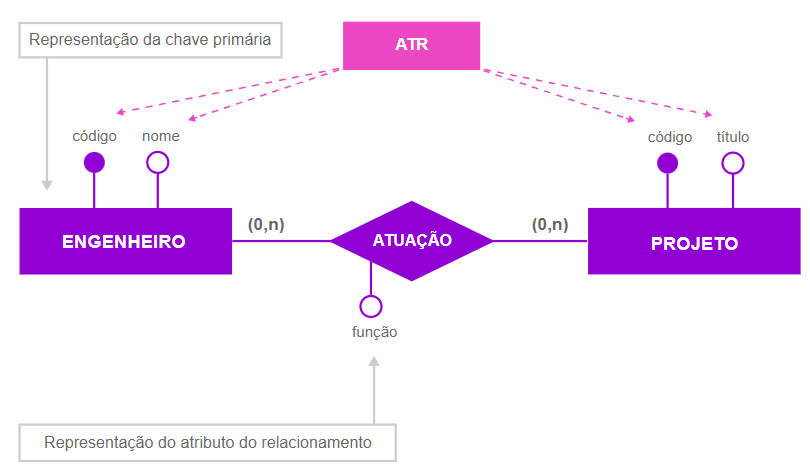 Representação da chave primária
ATR
código
nome
código
título
ENGENHEIRO
(0,n)
ATUAÇÃO
(0,n)
PROJETO
função
Representação do atributo do relacionamento